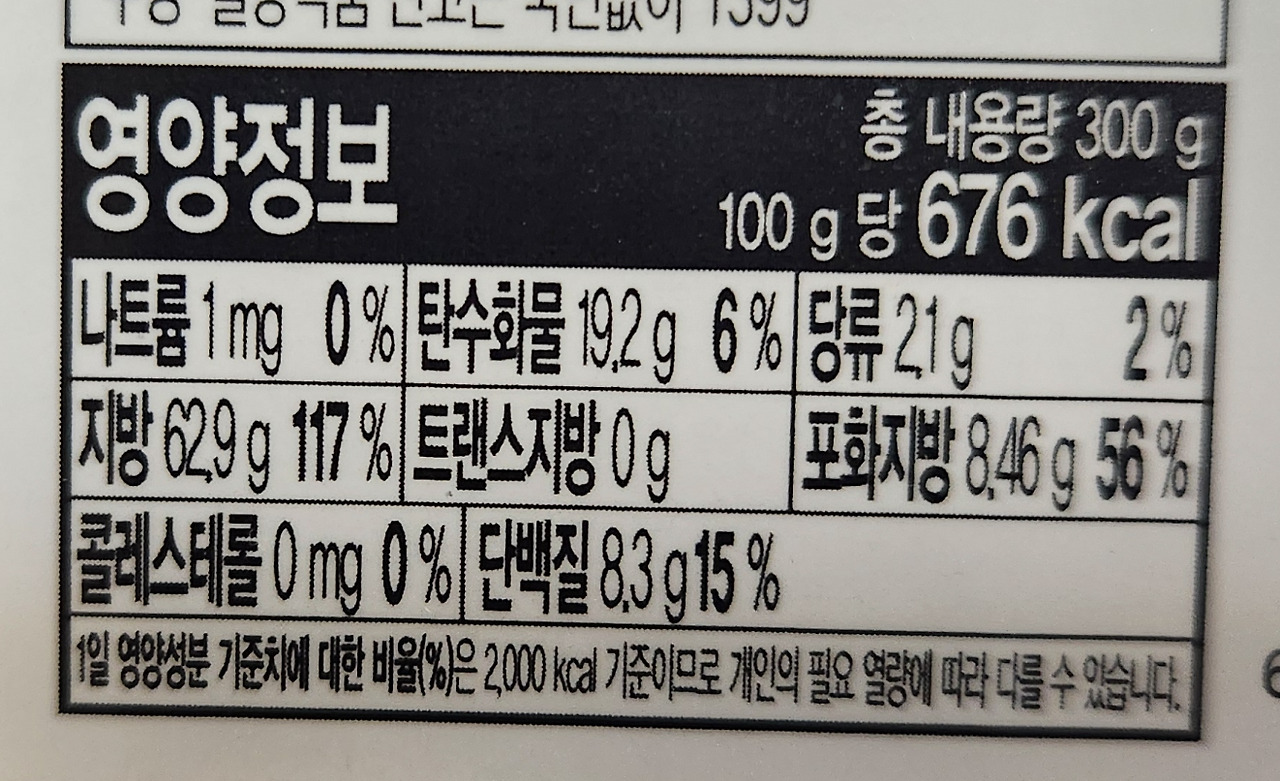 없이 1399
영양정보
총 내용량 300 g
100 g 당 676 kcal
나트륨 1 mg 0 % 탄수화물 19.2 g 6 % 당류 2.1 g 2 %
지방 62.9 g 117 % 트랜스지방 0 g 포화지방 8.46 g 56 %
콜레스테롤 0 mg 0 % 단백질 8.3 g 15 %
1일 영양성분 기준치에 대한 비율(%)은 2,000 kcal 기준이므로 개인의 필요 열량에 따라 다를 수 있습니다.